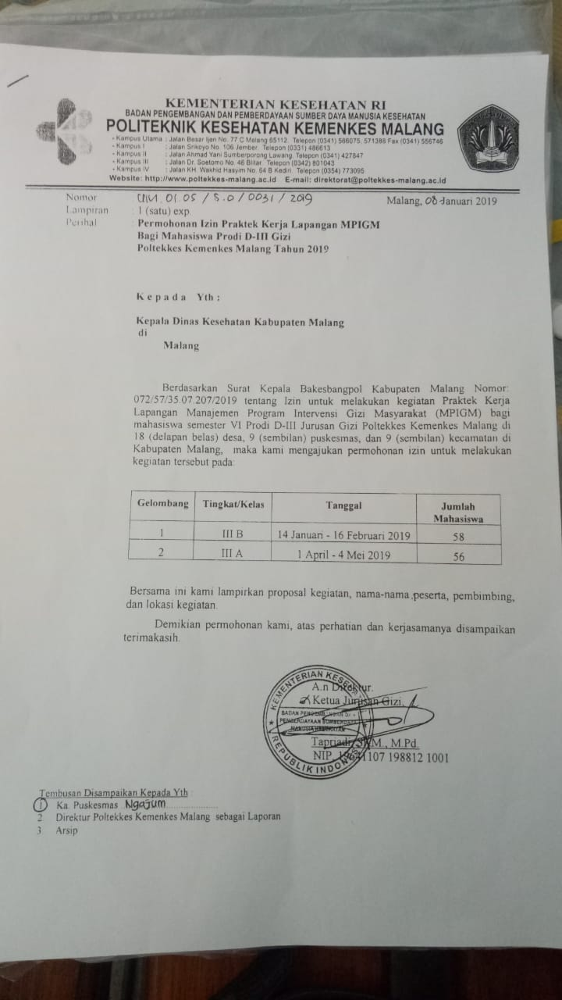 KEMENTERIAN KESEHATAN RI
BADAN PENGEMBANGAN DAN PEMBERDAYAAN SUMBER DAYA MANUSIA KESEHATAN
POLITEKNIK KESEHATAN KEMENKES MALANG
- Kampus Utama : Jalan Besar Ijen No. 77 C Malang 65112. Telepon (0341) 566075, 571388 Fax (0341) 556746
- Kampus I : Jalan Srikoyo No. 106 Jember. Telepon (0331) 486613
- Kampus II : Jalan Ahmad Yani Sumberporong Lawang. Telepon (0341) 427847
- Kampus III : Jalan Dr. Soetomo No. 46 Blitar. Telepon (0342) 801043
- Kampus IV : Jalan KH. Wakhid Hasyim No. 64 B Kediri. Telepon (0354) 773095
Website: http://www.poltekkes-malang.ac.id E-mail: direktorat@poltekkes-malang.ac.id
Nomor 01.05 / 5.0 / 0031 / 2019 Malang, 08 Januari 2019
Lampiran : 1 (satu) exp.
Perihal : Permohonan Izin Praktek Kerja Lapangan MPIGM
Bagi Mahasiswa Prodi D-III Gizi
Poltekkes Kemenkes Malang Tahun 2019
Kepada Yth :
Kepala Dinas Kesehatan Kabupaten Malang
di
Malang
Berdasarkan Surat Kepala Bakesbangpol Kabupaten Malang Nomor:
072/57/35.07.207/2019 tentang Izin untuk melakukan kegiatan Praktek Kerja
Lapangan Manajemen Program Intervensi Gizi Masyarakat (MPIGM) bagi
mahasiswa semester VI Prodi D-III Jurusan Gizi Poltekkes Kemenkes Malang di
18 (delapan belas) desa, 9 (sembilan) puskesmas, dan 9 (sembilan) kecamatan di
Kabupaten Malang, maka kami mengajukan permohonan izin untuk melakukan
kegiatan tersebut pada:
Gelombang Tingkat/Kelas Tanggal Jumlah Mahasiswa
1 III B 14 Januari - 16 Februari 2019 58
2 III A 1 April - 4 Mei 2019 56
Bersama ini kami lampirkan proposal kegiatan, nama-nama peserta, pembimbing,
dan lokasi kegiatan.
Demikian permohonan kami, atas perhatian dan kerjasamanya disampaikan
terimakasih.
A.n Direktur.
Ketua Jurusan Gizi,
KEMENTERIAN
BADAN
MANUSIA KESEHATAN
REPUBLIK INDONESIA
M.Pd.
NIP. 198812 1001
Tembusan Disampaikan Kepada Yth
1 Ka. Puskesmas Ngajum
2 Direktur Poltekkes Kemenkes Malang sebagai Laporan
3 Arsip